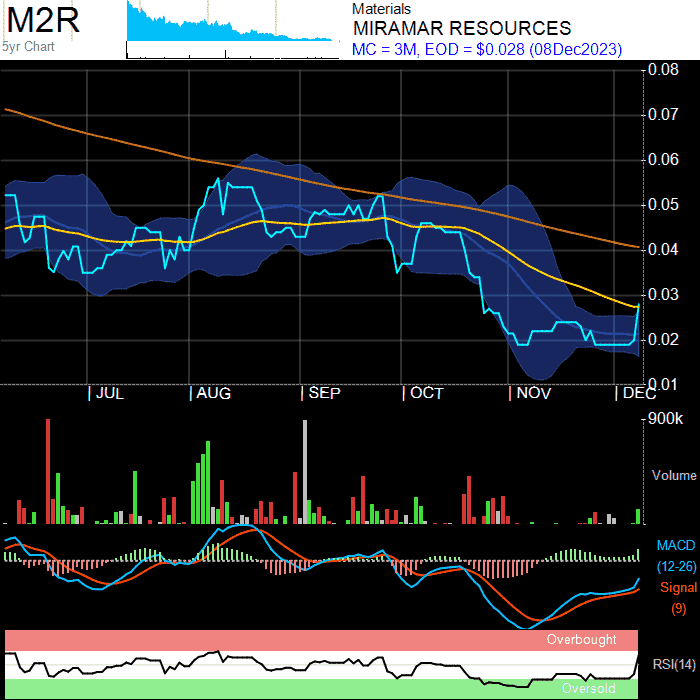 M2R
5yr Chart
Materials
MIRAMAR RESOURCES
MC = 3M, EOD = $0.028 (08Dec2023)
0.08
0.07
0.06
0.05
0.04
0.03
0.02
0.01
JUL
AUG
SEP
OCT
NOV
DEC
900k
Volume
MACD
(12-26)
Signal
(9)
Overbought
RSI(14)
Oversold